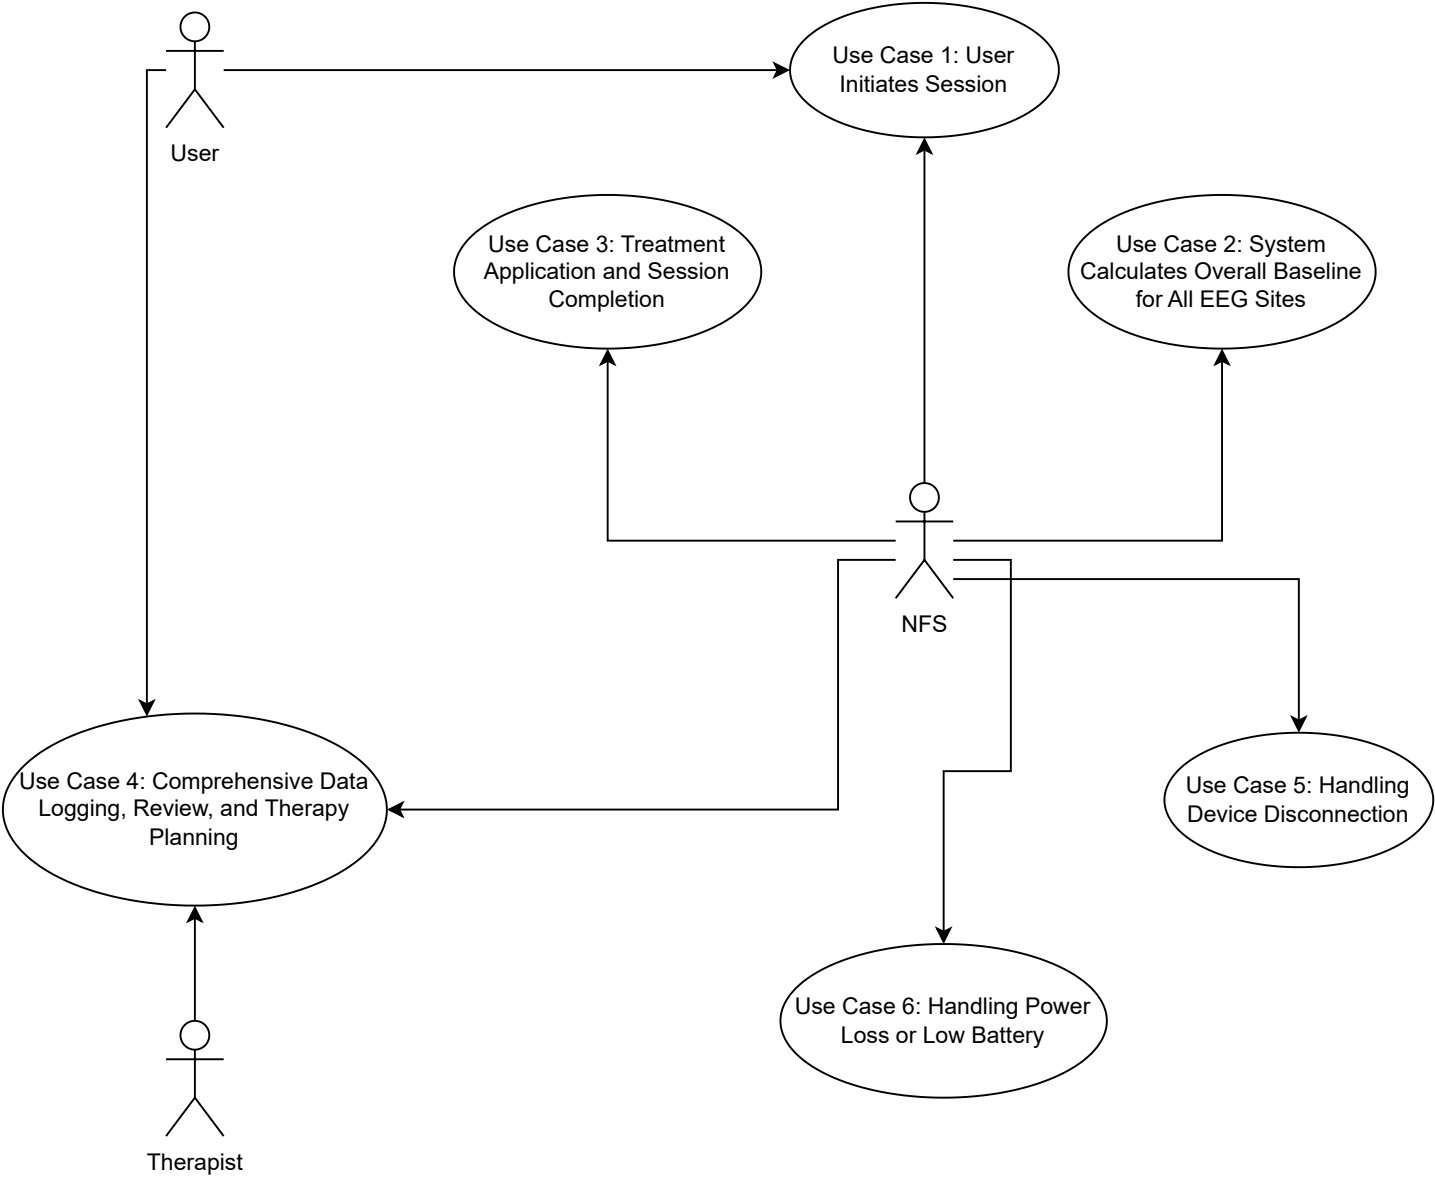 User
Use Case 1: User
Initiates Session
Use Case 3: Treatment
Application and Session
Completion
Use Case 2: System
Calculates Overall Baseline
for All EEG Sites
NFS
Use Case 4: Comprehensive Data
Logging, Review, and Therapy
Planning
Use Case 5: Handling
Device Disconnection
Use Case 6: Handling Power
Loss or Low Battery
Therapist